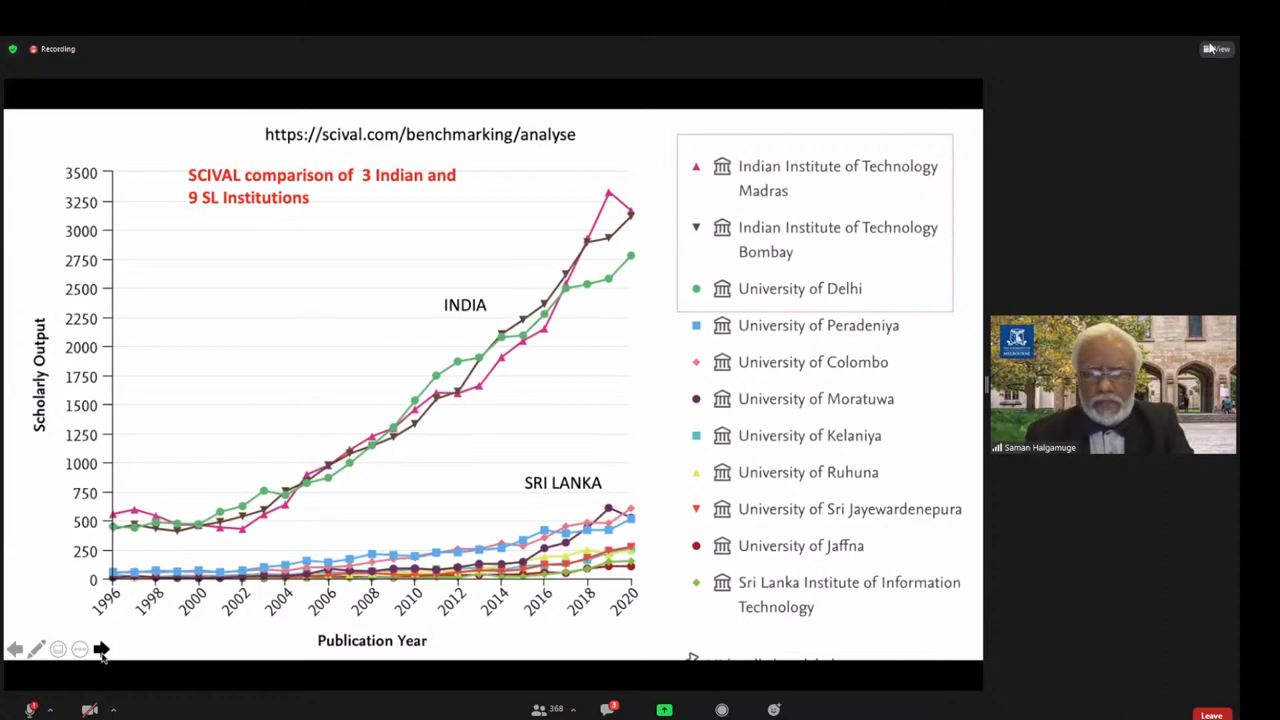 Recording
View
https://scival.com/benchmarking/analyse
SCIVAL comparison of 3 Indian and
9 SL Institutions
3500
3250
3000
2750
2500
2250
2000
1750
1500
1250
1000
750
500
250
0
Scholarly Output
INDIA
SRI LANKA
1996
1998
2000
2002
2004
2006
2008
2010
2012
2014
2016
2018
2020
Publication Year
Indian Institute of Technology
Madras
Indian Institute of Technology
Bombay
University of Delhi
University of Peradeniya
University of Colombo
University of Moratuwa
University of Kelaniya
University of Ruhuna
University of Sri Jayewardenepura
University of Jaffna
Sri Lanka Institute of Information
Technology
MELBOURNE
Saman Halgamuge
368
3
Leave